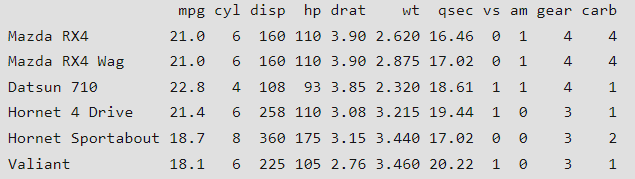 mpg cyl disp hp drat wt qsec vs am gear carb
Mazda RX4 21.0 6 160 110 3.90 2.620 16.46 0 1 4 4
Mazda RX4 Wag 21.0 6 160 110 3.90 2.875 17.02 0 1 4 4
Datsun 710 22.8 4 108 93 3.85 2.320 18.61 1 1 4 1
Hornet 4 Drive 21.4 6 258 110 3.08 3.215 19.44 1 0 3 1
Hornet Sportabout 18.7 8 360 175 3.15 3.440 17.02 0 0 3 2
Valiant 18.1 6 225 105 2.76 3.460 20.22 1 0 3 1